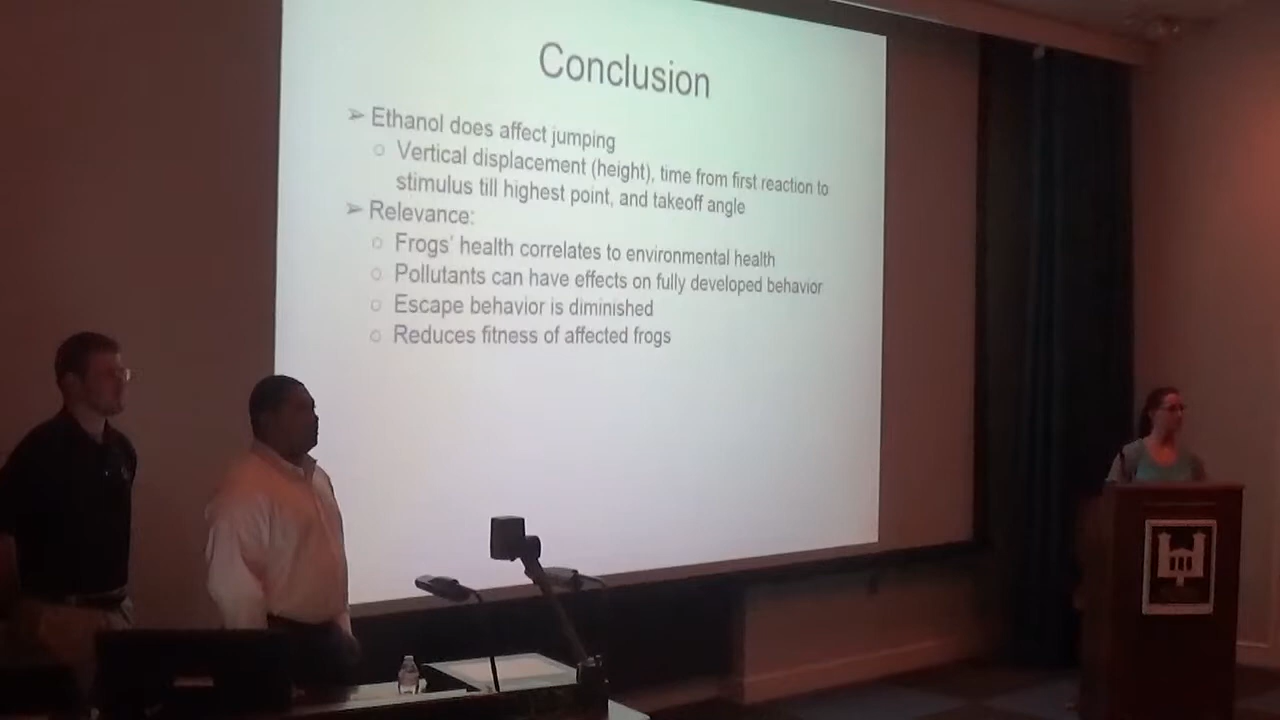 Conclusion
➢ Ethanol does affect jumping
○ Vertical displacement (height), time from first reaction to
stimulus till highest point, and takeoff angle
➢ Relevance:
○ Frogs' health correlates to environmental health
○ Pollutants can have effects on fully developed behavior
○ Escape behavior is diminished
○ Reduces fitness of affected frogs